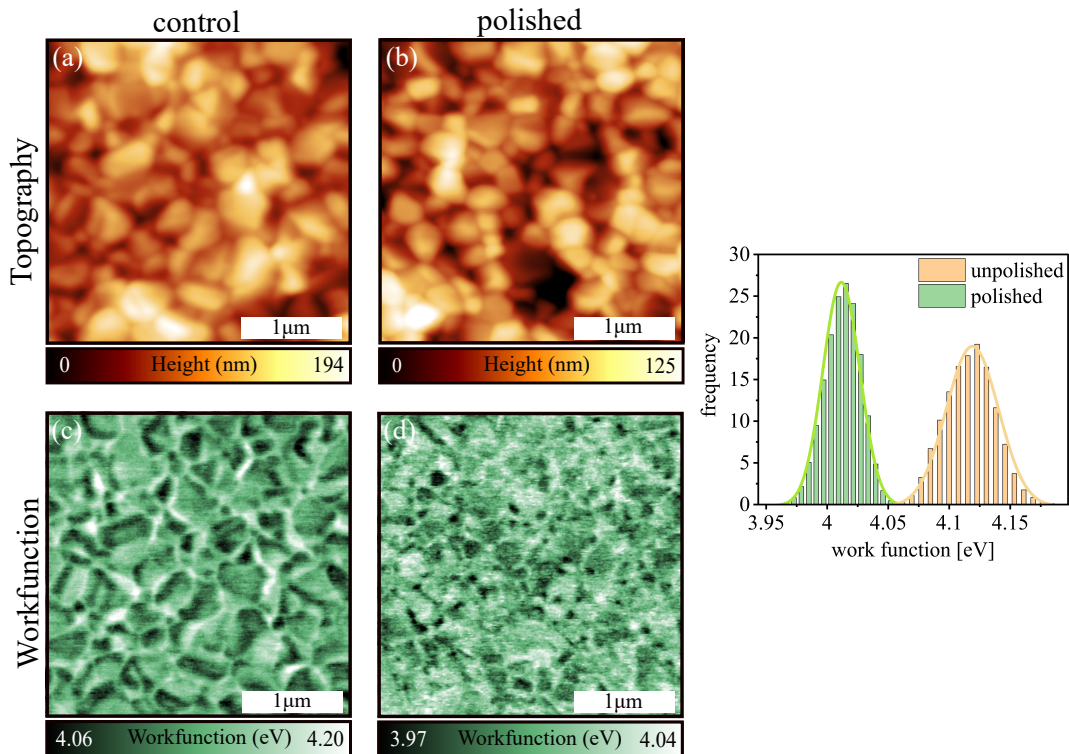 control
polished
(a)
(b)
Topography
1μm
1μm
0 Height (nm) 194
0 Height (nm) 125
(c)
(d)
Workfunction
1μm
1μm
4.06 Workfunction (eV) 4.20
3.97 Workfunction (eV) 4.04
unpolished
polished
frequency
30
25
20
15
10
5
0
3.95 4 4.05 4.1 4.15
work function [eV]